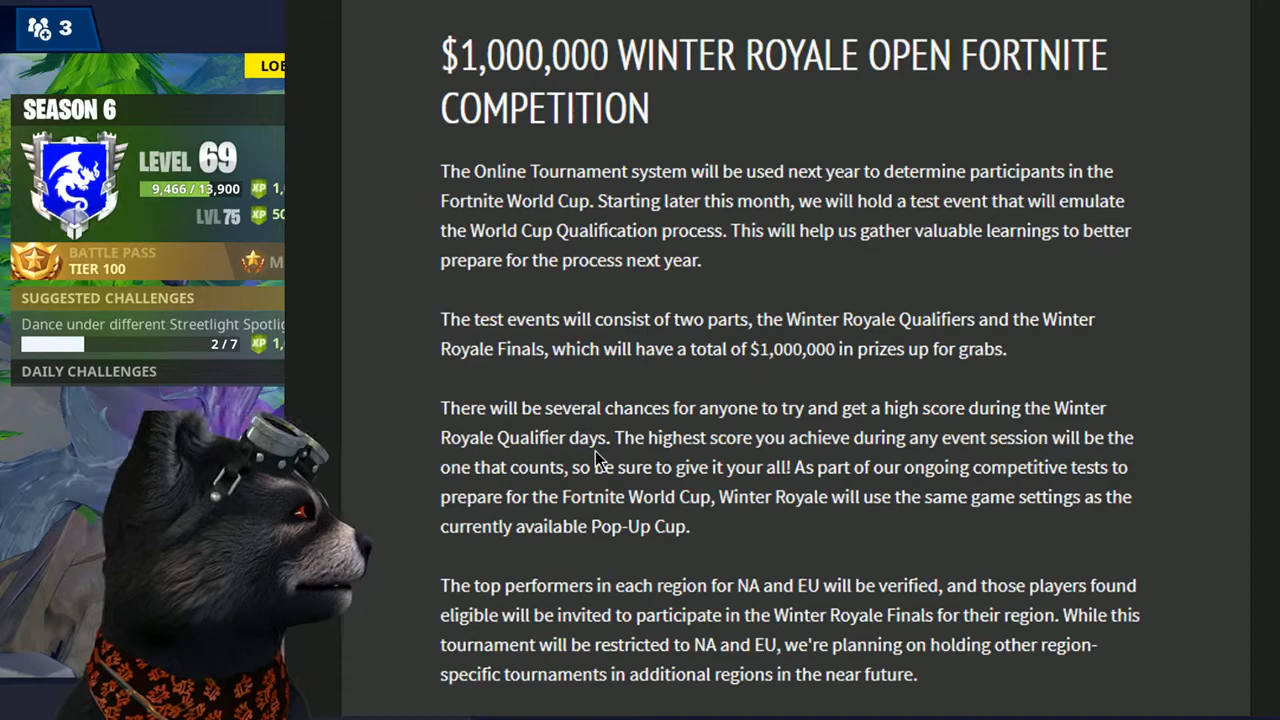 3
LOB
SEASON 6
LEVEL 69
9,466 / 13,900 XP 1,
LVL 75 XP 50
BATTLE PASS
TIER 100
M
SUGGESTED CHALLENGES
Dance under different Streetlight
2 / 7 XP 1,
DAILY CHALLENGES
$1,000,000 WINTER ROYALE OPEN FORTNITE
COMPETITION
The Online Tournament system will be used next year to determine participants in the
Fortnite World Cup. Starting later this month, we will hold a test event that will emulate
the World Cup Qualification process. This will help us gather valuable learnings to better
prepare for the process next year.
The test events will consist of two parts, the Winter Royale Qualifiers and the Winter
Royale Finals, which will have a total of $1,000,000 in prizes up for grabs.
There will be several chances for anyone to try and get a high score during the Winter
Royale Qualifier days. The highest score you achieve during any event session will be the
one that counts, so be sure to give it your all! As part of our ongoing competitive tests to
prepare for the Fortnite World Cup, Winter Royale will use the same game settings as the
currently available Pop-Up Cup.
The top performers in each region for NA and EU will be verified, and those players found
eligible will be invited to participate in the Winter Royale Finals for their region. While this
tournament will be restricted to NA and EU, we're planning on holding other region-
specific tournaments in additional regions in the near future.